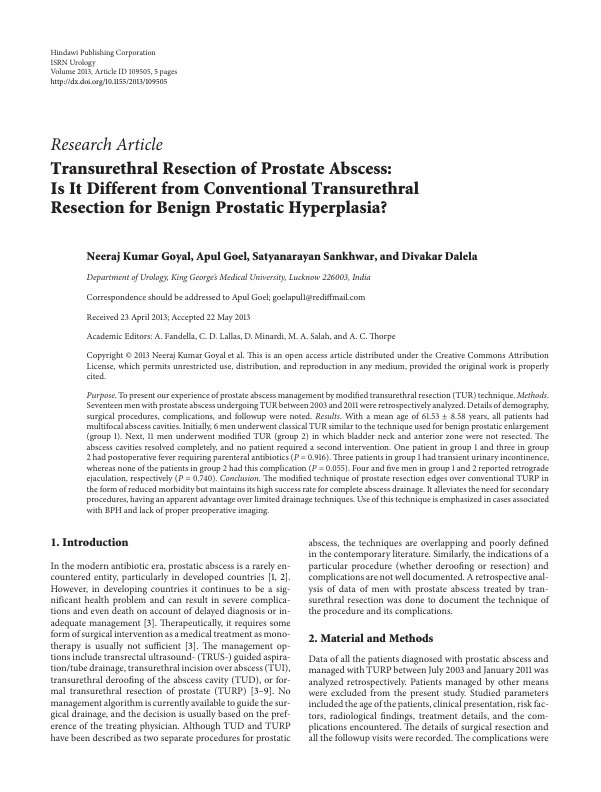 Hindawi Publishing Corporation
ISRN Urology
Volume 2013, Article ID 109505, 5 pages
http://dx.doi.org/10.1155/2013/109505
Research Article
Transurethral Resection of Prostate Abscess:
Is It Different from Conventional Transurethral
Resection for Benign Prostatic Hyperplasia?
Neeraj Kumar Goyal, Apul Goel, Satyanarayan Sankhwar, and Divakar Dalela
Department of Urology, King George's Medical University, Lucknow 226003, India
Correspondence should be addressed to Apul Goel; goelapul1@rediffmail.com
Received 23 April 2013; Accepted 22 May 2013
Academic Editors: A. Fandella, C. D. Lallas, D. Minardi, M. A. Salah, and A. C. Thorpe
Copyright © 2013 Neeraj Kumar Goyal et al. This is an open access article distributed under the Creative Commons Attribution
License, which permits unrestricted use, distribution, and reproduction in any medium, provided the original work is properly
cited.
Purpose. To present our experience of prostate abscess management by modified transurethral resection (TUR) technique. Methods.
Seventeen men with prostate abscess undergoing TUR between 2003 and 2011 were retrospectively analyzed. Details of demography,
surgical procedures, complications, and followup were noted. Results. With a mean age of 61.53 ± 8.58 years, all patients had
multifocal abscess cavities. Initially, 6 men underwent classical TUR similar to the technique used for benign prostatic enlargement
(group 1). Next, 11 men underwent modified TUR (group 2) in which bladder neck and anterior zone were not resected. The
abscess cavities resolved completely, and no patient required a second intervention. One patient in group 1 and three in group
2 had postoperative fever requiring parenteral antibiotics (P = 0.916). Three patients in group 1 had transient urinary incontinence,
whereas none of the patients in group 2 had this complication (P = 0.055). Four and five men in group 1 and 2 reported retrograde
ejaculation, respectively (P = 0.740). Conclusion. The modified technique of prostate resection edges over conventional TURP in
the form of reduced morbidity but maintains its high success rate for complete abscess drainage. It alleviates the need for secondary
procedures, having an apparent advantage over limited drainage techniques. Use of this technique is emphasized in cases associated
with BPH and lack of proper preoperative imaging.
1. Introduction
In the modern antibiotic era, prostatic abscess is a rarely en-
countered entity, particularly in developed countries [1, 2].
However, in developing countries it continues to be a sig-
nificant health problem and can result in severe complica-
tions and even death on account of delayed diagnosis or in-
adequate management [3]. Therapeutically, it requires some
form of surgical intervention as a medical treatment as mono-
therapy is usually not sufficient [3]. The management op-
tions include transrectal ultrasound- (TRUS-) guided aspira-
tion/tube drainage, transurethral incision over abscess (TUI),
transurethral deroofing of the abscess cavity (TUD), or for-
mal transurethral resection of prostate (TURP) [3–9]. No
management algorithm is currently available to guide the sur-
gical drainage, and the decision is usually based on the pref-
erence of the treating physician. Although TUD and TURP
have been described as two separate procedures for prostatic
abscess, the techniques are overlapping and poorly defined
in the contemporary literature. Similarly, the indications of a
particular procedure (whether deroofing or resection) and
complications are not well documented. A retrospective anal-
ysis of data of men with prostate abscess treated by tran-
surethral resection was done to document the technique of
the procedure and its complications.
2. Material and Methods
Data of all the patients diagnosed with prostatic abscess and
managed with TURP between July 2003 and January 2011 was
analyzed retrospectively. Patients managed by other means
were excluded from the present study. Studied parameters
included the age of the patients, clinical presentation, risk fac-
tors, radiological findings, treatment details, and the com-
plications encountered. The details of surgical resection and
all the followup visits were recorded. The complications were